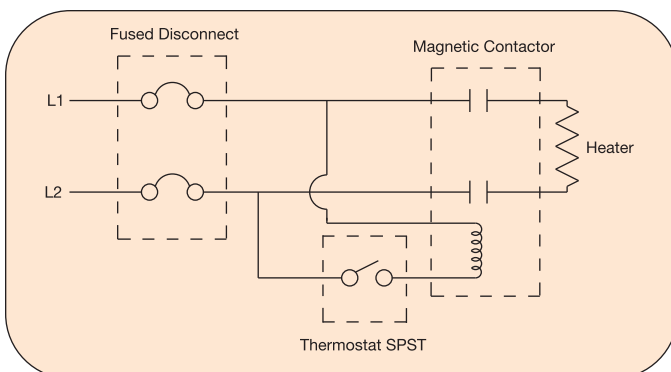 Fused Disconnect
Magnetic Contactor
L1
Heater
L2
Thermostat SPST